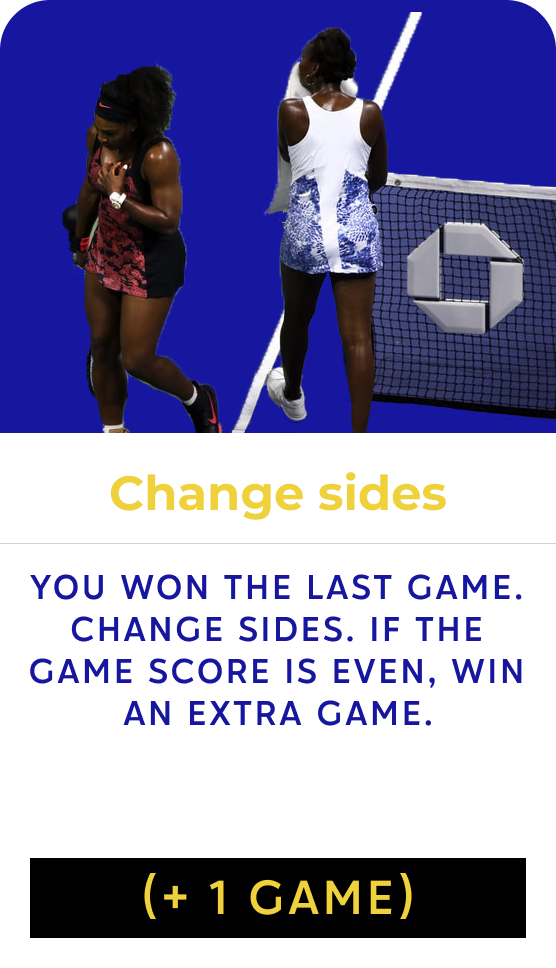 Change sides
YOU WON THE LAST GAME.
CHANGE SIDES. IF THE
GAME SCORE IS EVEN, WIN
AN EXTRA GAME.
(+ 1 GAME)